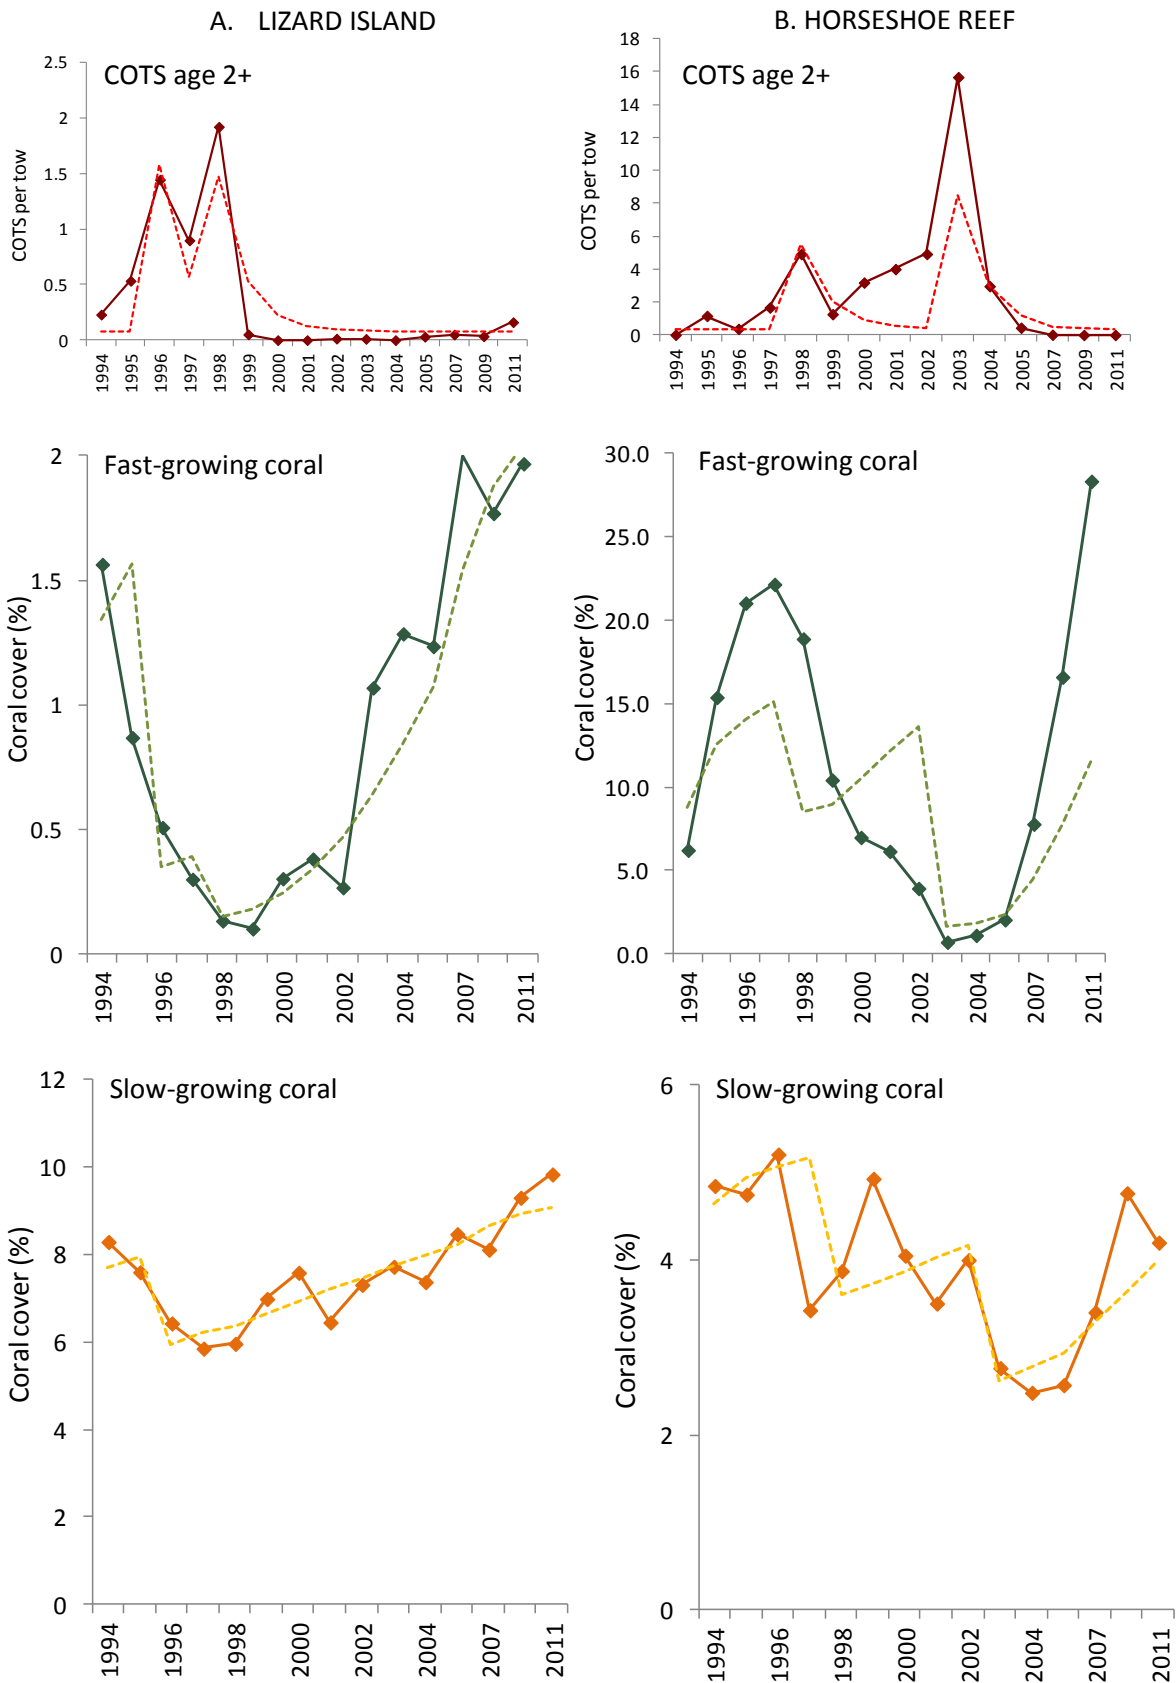 A. LIZARD ISLAND
B. HORSESHOE REEF
COTS age 2+
COTS per tow
2.5
2
1.5
1
0.5
0
1994 1995 1996 1997 1998 1999 2000 2001 2002 2003 2004 2005 2007 2009 2011
COTS age 2+
COTS per tow
18
16
14
12
10
8
6
4
2
0
1994 1995 1996 1997 1998 1999 2000 2001 2002 2003 2004 2005 2007 2009 2011
Fast-growing coral
Coral cover (%)
2
1.5
1
0.5
0
1994 1996 1998 2000 2002 2004 2007 2011
Fast-growing coral
Coral cover (%)
30.0
25.0
20.0
15.0
10.0
5.0
0.0
1994 1996 1998 2000 2002 2004 2007 2011
Slow-growing coral
Coral cover (%)
12
10
8
6
4
2
0
1994 1996 1998 2000 2002 2004 2007 2011
Slow-growing coral
Coral cover (%)
6
4
2
0
1994 1996 1998 2000 2002 2004 2007 2011